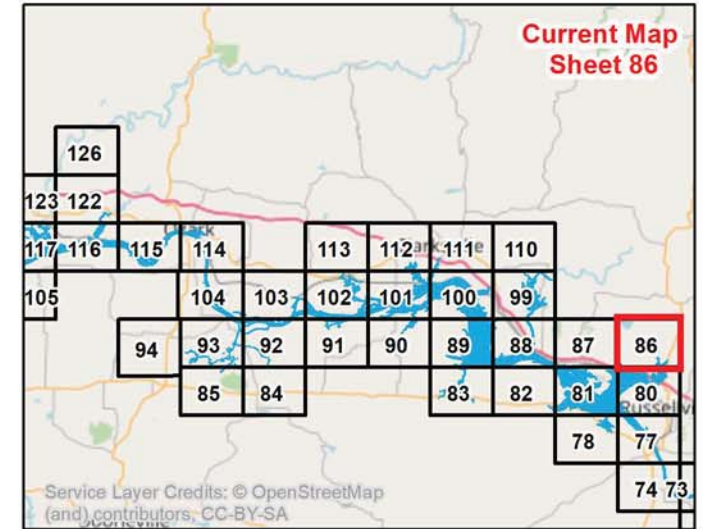 Current Map
Sheet 86
126
123 122
Ozark
117 116 115 114 113 112 111 110
105 104 103 102 101 100 99
94 93 92 91 90 89 88 87 86
85 84 83 82 81 80
Russellvi
78 77
74 73
Service Layer Credits: © OpenStreetMap
(and) contributors, CC-BY-SA